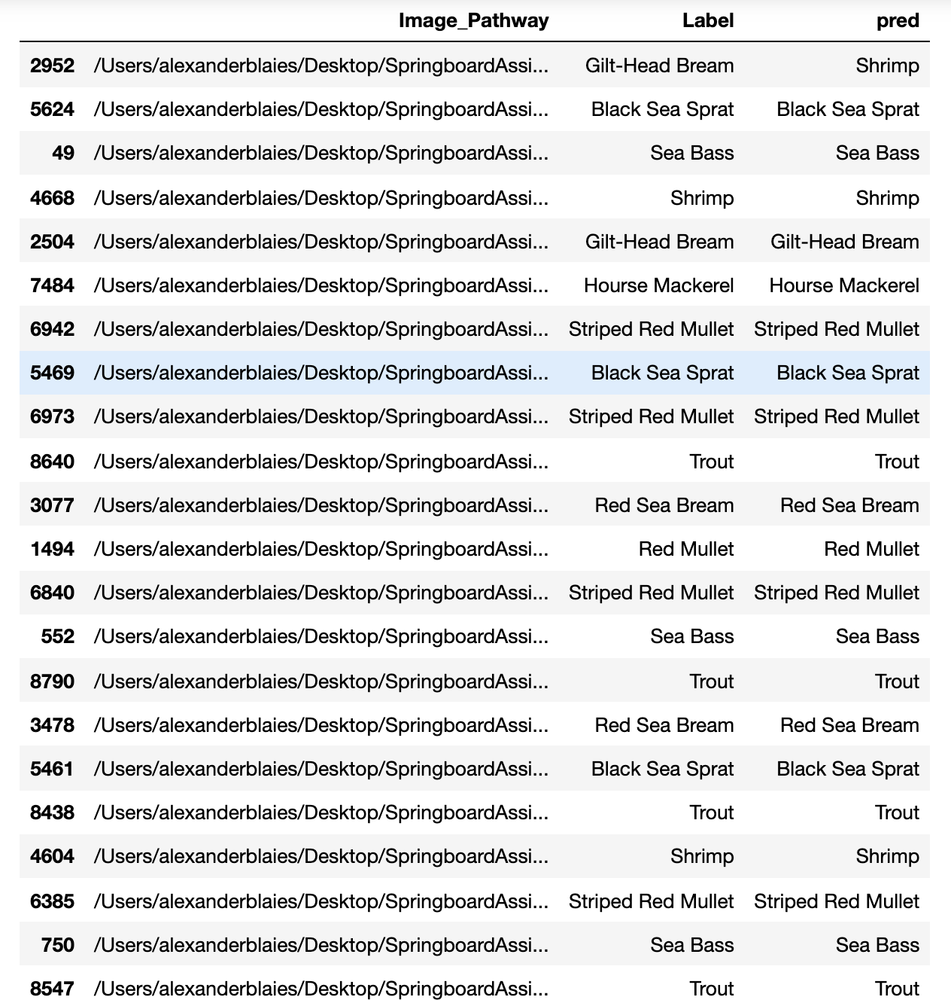 Image_Pathway Label pred
2952 /Users/alexanderblaies/Desktop/SpringboardAssi... Gilt-Head Bream Shrimp
5624 /Users/alexanderblaies/Desktop/SpringboardAssi... Black Sea Sprat Black Sea Sprat
49 /Users/alexanderblaies/Desktop/SpringboardAssi... Sea Bass Sea Bass
4668 /Users/alexanderblaies/Desktop/SpringboardAssi... Shrimp Shrimp
2504 /Users/alexanderblaies/Desktop/SpringboardAssi... Gilt-Head Bream Gilt-Head Bream
7484 /Users/alexanderblaies/Desktop/SpringboardAssi... Hourse Mackerel Hourse Mackerel
6942 /Users/alexanderblaies/Desktop/SpringboardAssi... Striped Red Mullet Striped Red Mullet
5469 /Users/alexanderblaies/Desktop/SpringboardAssi... Black Sea Sprat Black Sea Sprat
6973 /Users/alexanderblaies/Desktop/SpringboardAssi... Striped Red Mullet Striped Red Mullet
8640 /Users/alexanderblaies/Desktop/SpringboardAssi... Trout Trout
3077 /Users/alexanderblaies/Desktop/SpringboardAssi... Red Sea Bream Red Sea Bream
1494 /Users/alexanderblaies/Desktop/SpringboardAssi... Red Mullet Red Mullet
6840 /Users/alexanderblaies/Desktop/SpringboardAssi... Striped Red Mullet Striped Red Mullet
552 /Users/alexanderblaies/Desktop/SpringboardAssi... Sea Bass Sea Bass
8790 /Users/alexanderblaies/Desktop/SpringboardAssi... Trout Trout
3478 /Users/alexanderblaies/Desktop/SpringboardAssi... Red Sea Bream Red Sea Bream
5461 /Users/alexanderblaies/Desktop/SpringboardAssi... Black Sea Sprat Black Sea Sprat
8438 /Users/alexanderblaies/Desktop/SpringboardAssi... Trout Trout
4604 /Users/alexanderblaies/Desktop/SpringboardAssi... Shrimp Shrimp
6385 /Users/alexanderblaies/Desktop/SpringboardAssi... Striped Red Mullet Striped Red Mullet
750 /Users/alexanderblaies/Desktop/SpringboardAssi... Sea Bass Sea Bass
8547 /Users/alexanderblaies/Desktop/SpringboardAssi... Trout Trout